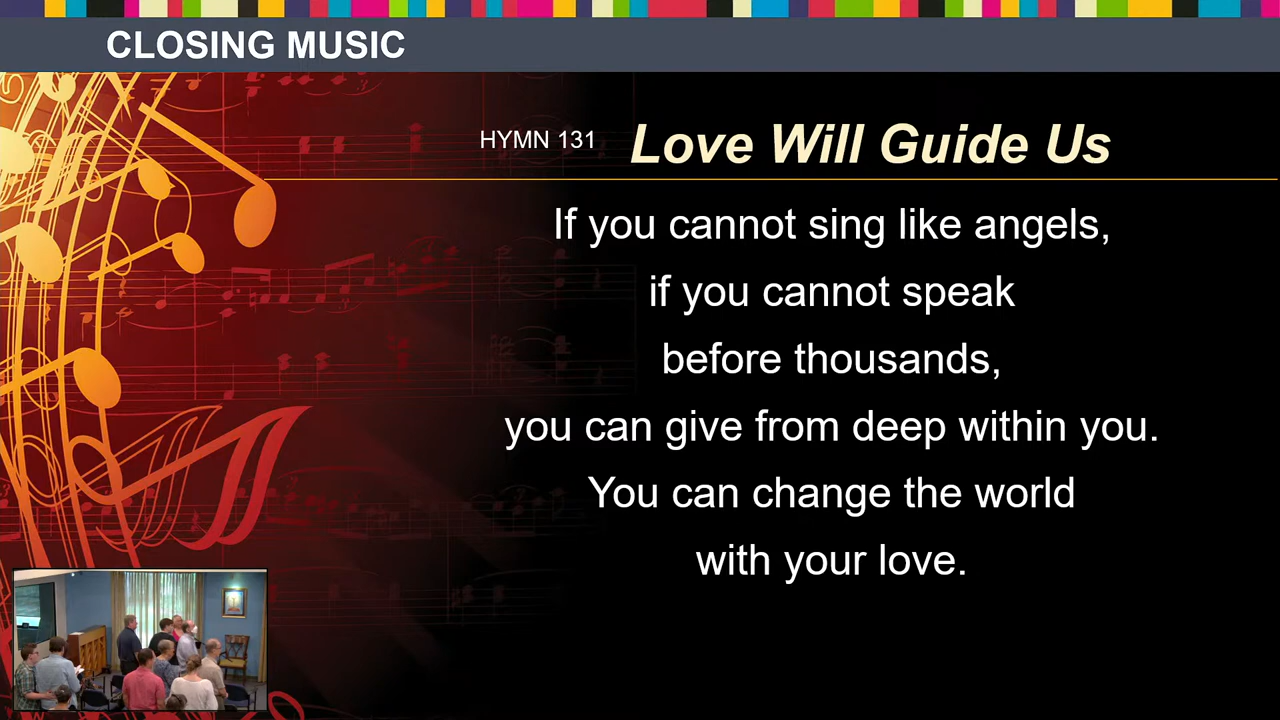 CLOSING MUSIC
HYMN 131 Love Will Guide Us
If you cannot sing like angels,
if you cannot speak
before thousands,
you can give from deep within you.
You can change the world
with your love.